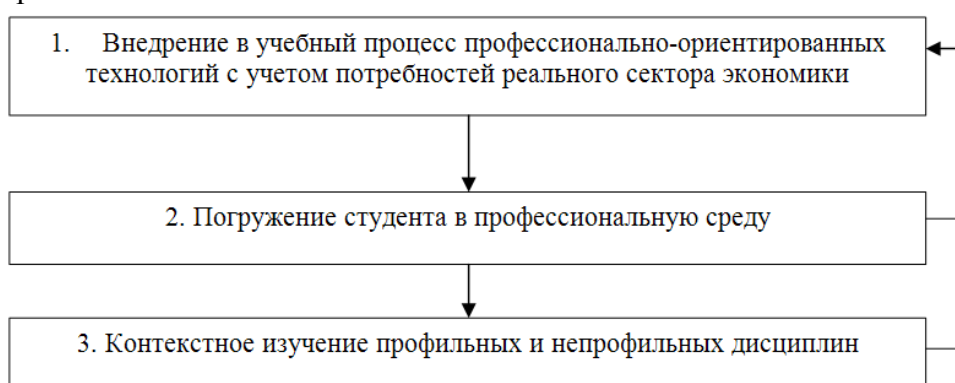 1. Внедрение в учебный процесс профессионально-ориентированных
технологий с учетом потребностей реального сектора экономики
2. Погружение студента в профессиональную среду
3. Контекстное изучение профильных и непрофильных дисциплин